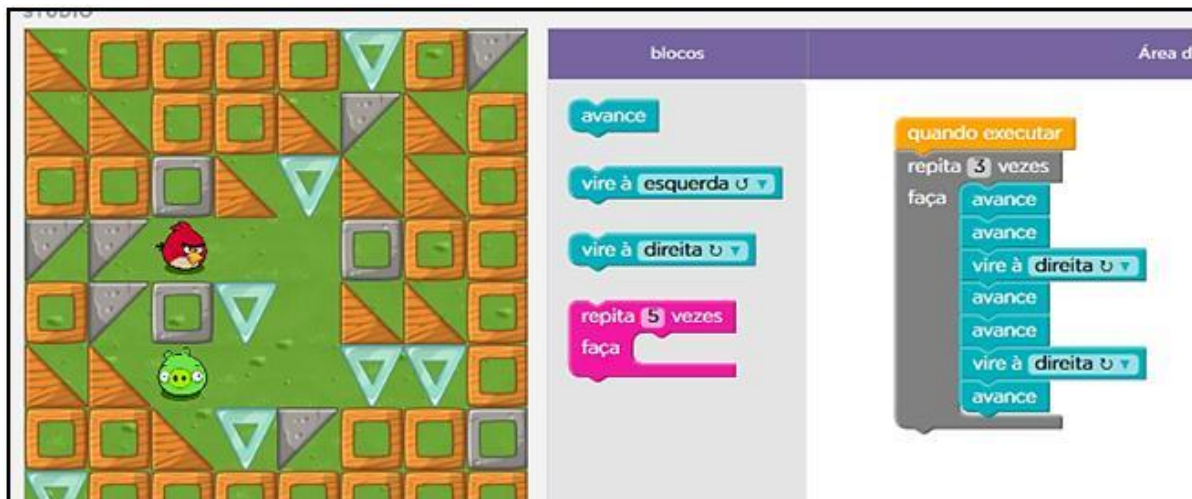 STUDIO
blocos
Área d
avance
vire à esquerda ↺ ▼
vire à direita ↻ ▼
repita 5 vezes
faça
quando executar
repita 3 vezes
faça
avance
avance
vire à direita ↻ ▼
avance
avance
vire à direita ↻ ▼
avance